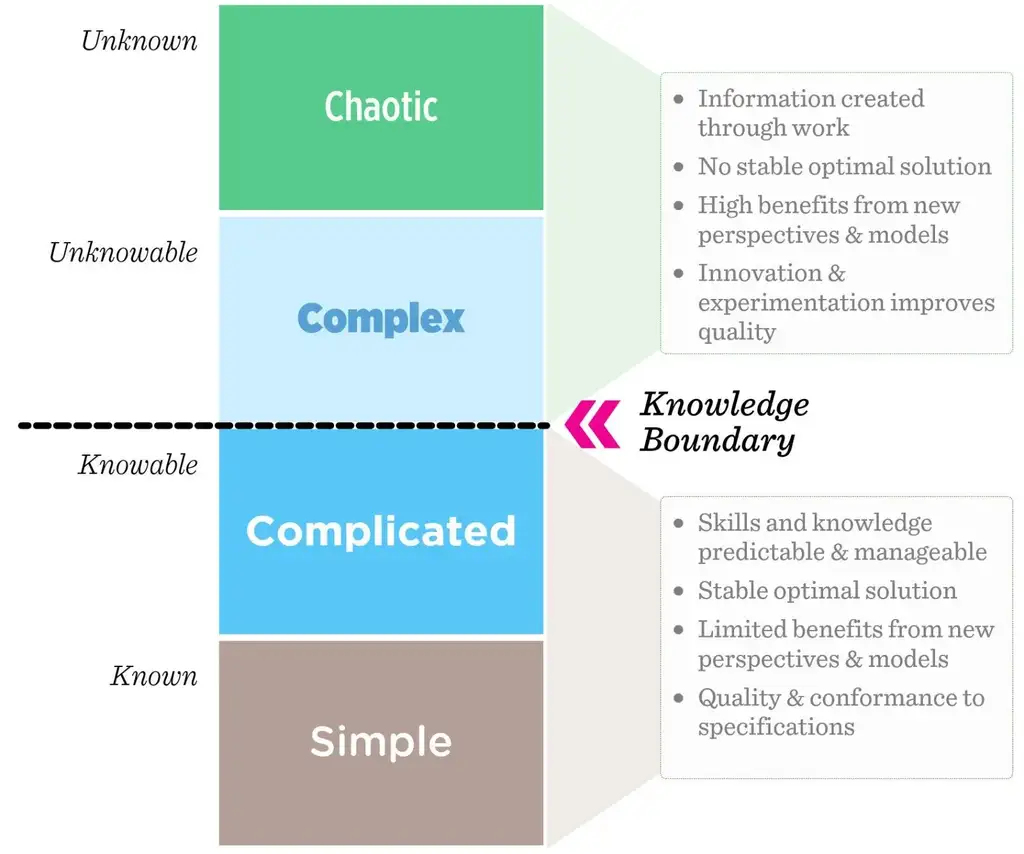 Unknown
Chaotic
• Information created
through work
• No stable optimal solution
• High benefits from new
perspectives & models
• Innovation &
experimentation improves
quality
Unknowable
Complex
Knowledge
Boundary
Knowable
Complicated
• Skills and knowledge
predictable & manageable
• Stable optimal solution
• Limited benefits from new
perspectives & models
• Quality & conformance to
specifications
Known
Simple